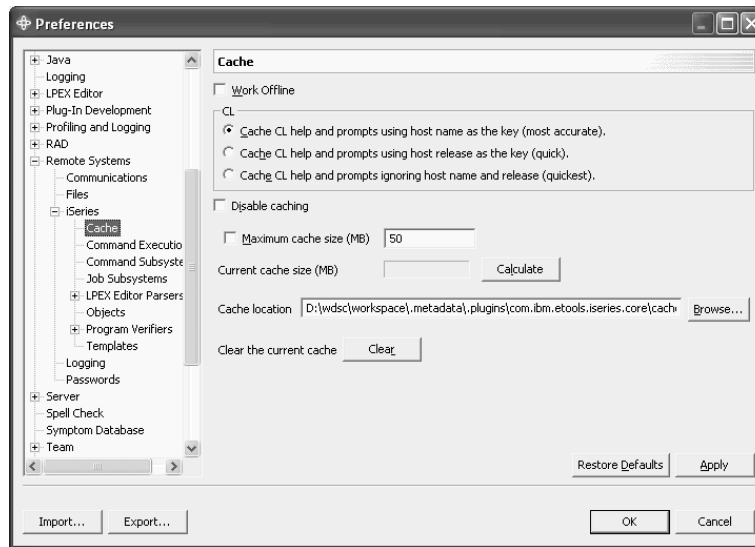 Preferences
Java
Logging
LPEX Editor
Plug-In Development
Profiling and Logging
RAD
Remote Systems
Communications
Files
iSeries
Cache
Command Executio
Command Subsyste
Job Subsystems
LPEX Editor Parsers
Objects
Program Verifiers
Templates
Logging
Passwords
Server
Spell Check
Symptom Database
Team
Cache
Work Offline
CL
Cache CL help and prompts using host name as the key (most accurate).
Cache CL help and prompts using host release as the key (quick).
Cache CL help and prompts ignoring host name and release (quickest).
Disable caching
Maximum cache size (MB) 50
Current cache size (MB) Calculate
Cache location D:\wdsc\workspace\.metadata\.plugins\com.ibm.etools.iseries.core\cache Browse...
Clear the current cache Clear
Restore Defaults Apply
Import... Export... OK Cancel